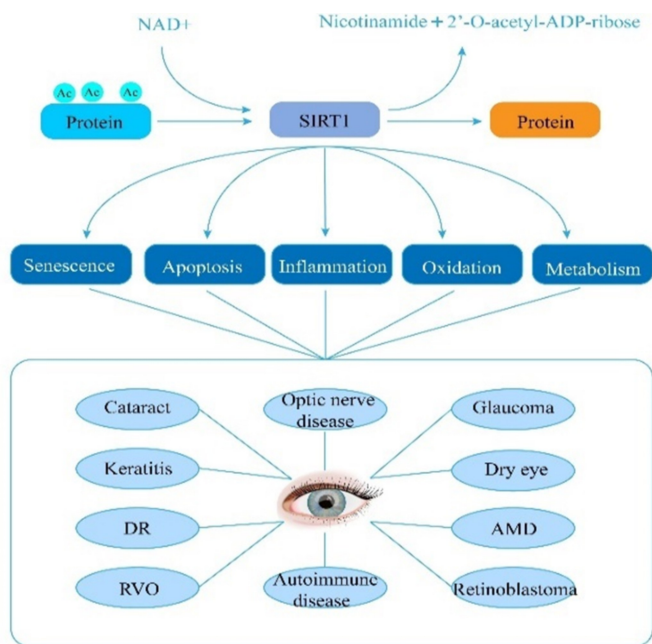 NAD+
Nicotinamide + 2'-O-acetyl-ADP-ribose
Ac Ac Ac
Protein
SIRT1
Protein
Senescence
Apoptosis
Inflammation
Oxidation
Metabolism
Cataract
Optic nerve
disease
Glaucoma
Keratitis
Dry eye
DR
AMD
RVO
Autoimmune
disease
Retinoblastoma